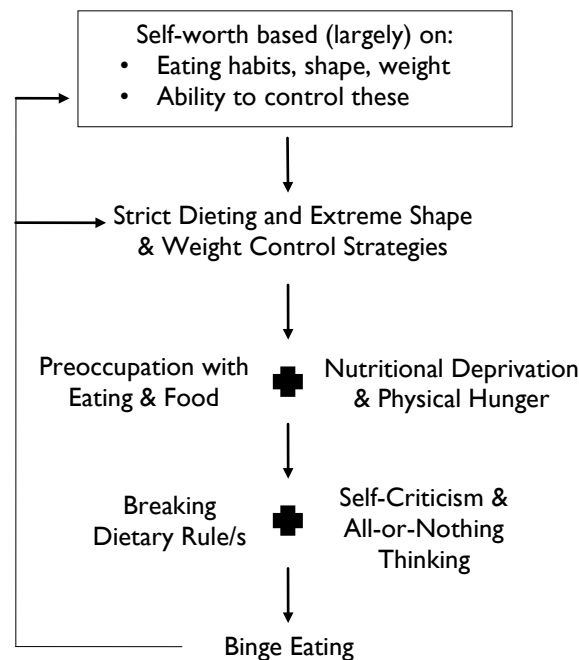 Self-worth based (largely) on:
• Eating habits, shape, weight
• Ability to control these
Strict Dieting and Extreme Shape
& Weight Control Strategies
Preoccupation with
Eating & Food
Nutritional Deprivation
& Physical Hunger
Breaking
Dietary Rule/s
Self-Criticism &
All-or-Nothing
Thinking
Binge Eating